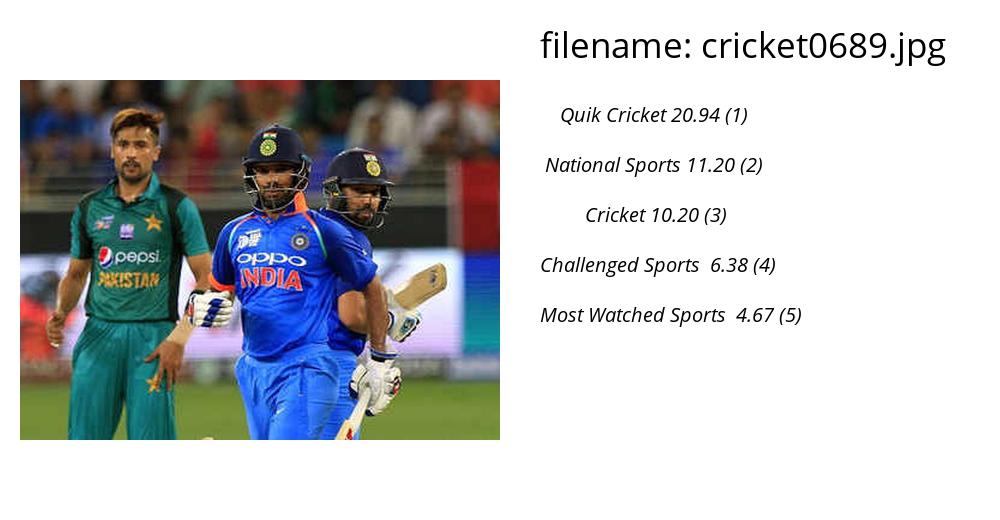 filename: cricket0689.jpg
Quik Cricket 20.94 (1)
National Sports 11.20 (2)
Cricket 10.20 (3)
Challenged Sports 6.38 (4)
Most Watched Sports 4.67 (5)
pepsi
PAKISTAN
oppo
INDIA